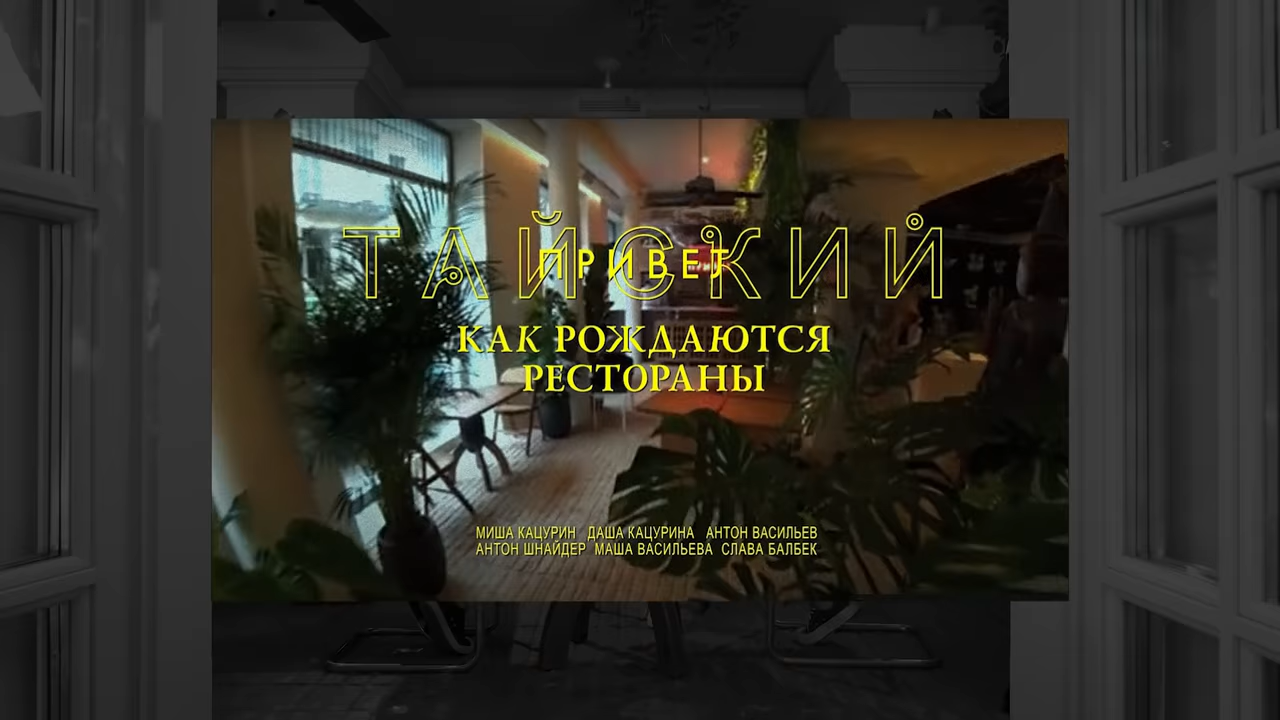 ТАЙСКИЙ
ПРИВЕТ
КАК РОЖДАЮТСЯ
РЕСТОРАНЫ
МИША КАЦУРИН ДАША КАЦУРИНА АНТОН ВАСИЛЬЕВ
АНТОН ШНАЙДЕР МАША ВАСИЛЬЕВА СЛАВА БАЛБЕК